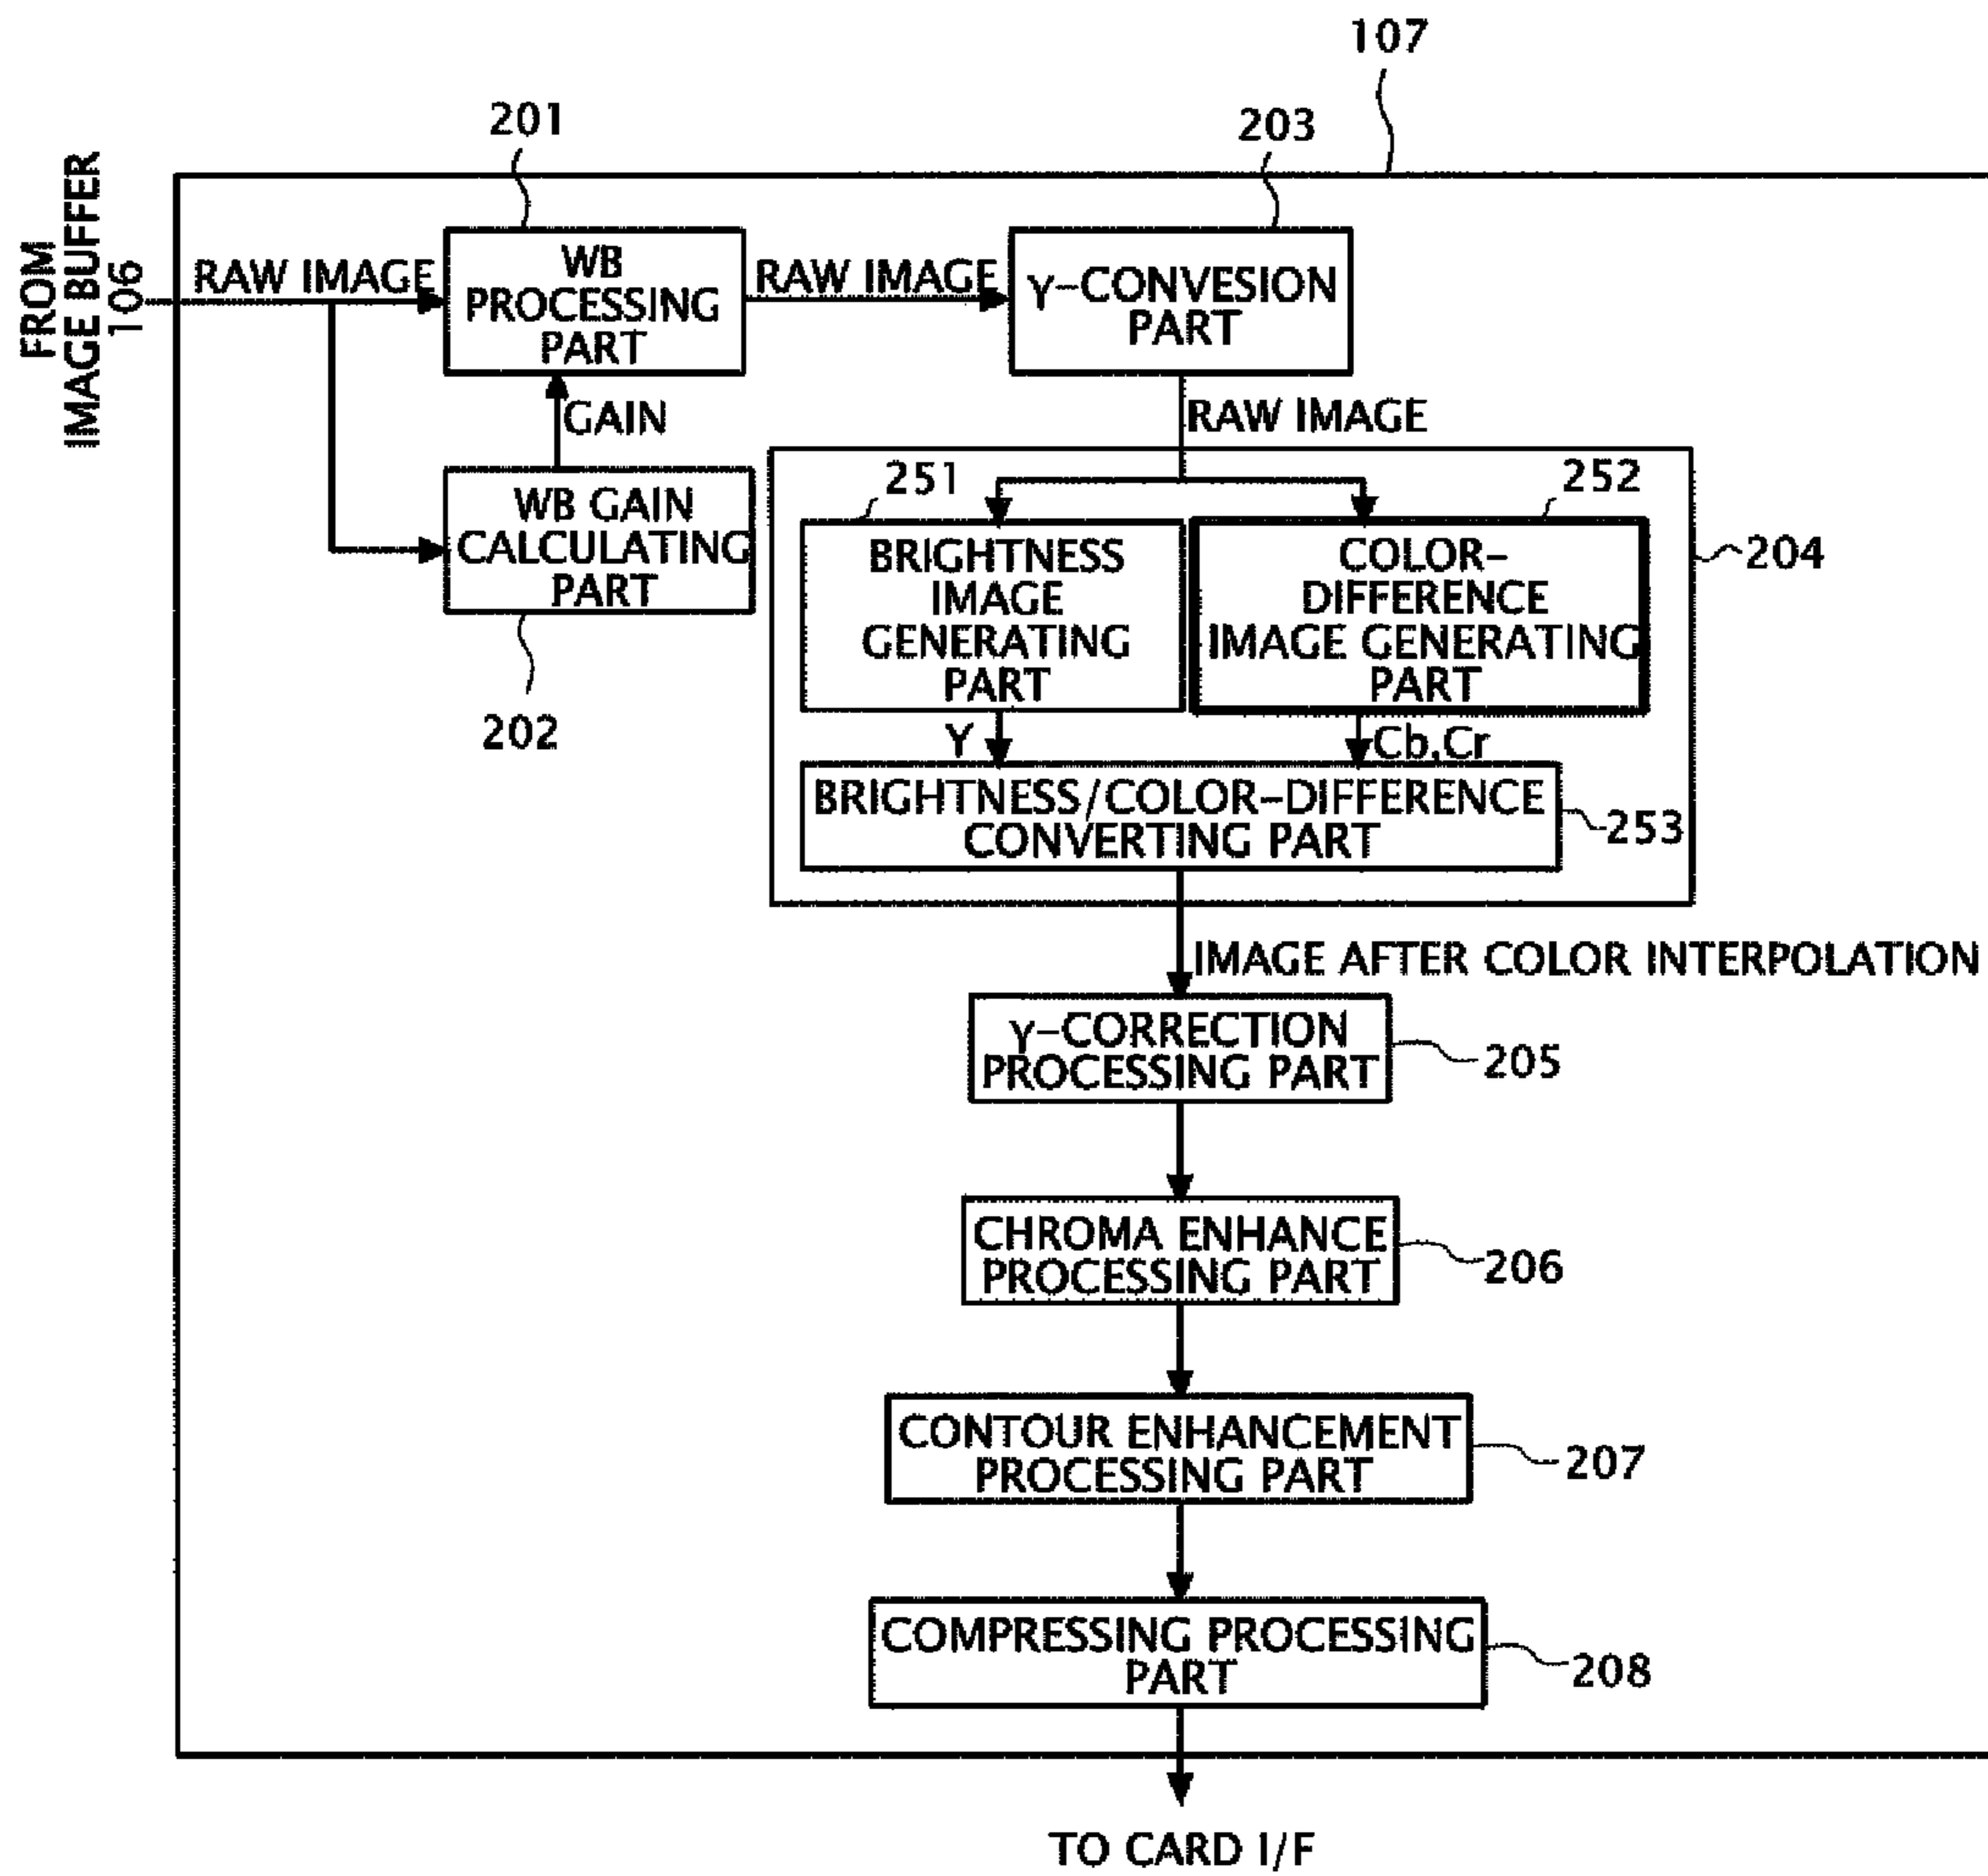 107
201
203
FROM
IMAGE BUFFER
106
RAW IMAGE
WB
PROCESSING
PART
RAW IMAGE
γ-CONVESION
PART
GAIN
RAW IMAGE
WB GAIN
CALCULATING
PART
202
251
252
204
BRIGHTNESS
IMAGE
GENERATING
PART
COLOR-
DIFFERENCE
IMAGE GENERATING
PART
Y
Cb,Cr
BRIGHTNESS/COLOR-DIFFERENCE
CONVERTING PART
253
IMAGE AFTER COLOR INTERPOLATION
γ-CORRECTION
PROCESSING PART
205
CHROMA ENHANCE
PROCESSING PART
206
CONTOUR ENHANCEMENT
PROCESSING PART
207
COMPRESSING PROCESSING
PART
208
TO CARD I/F